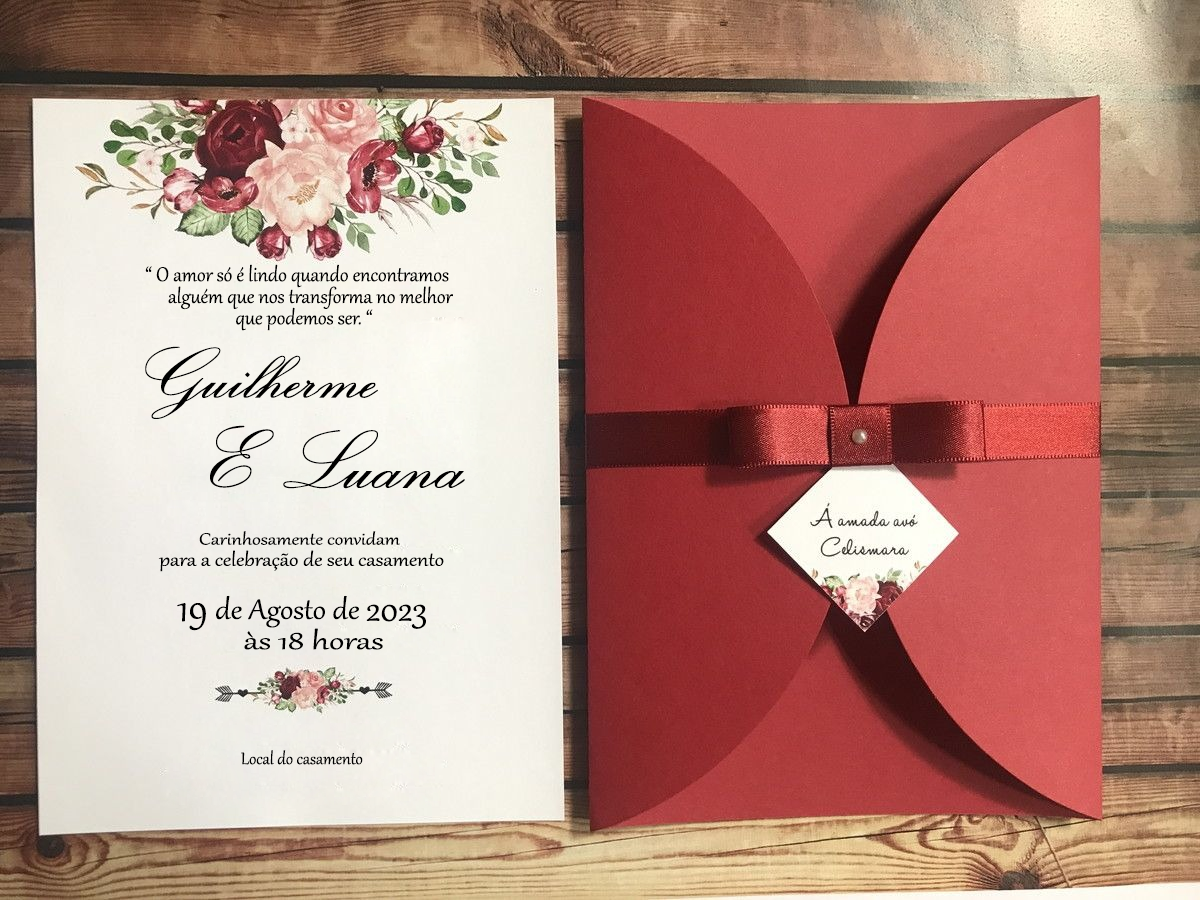 “ O amor só é lindo quando encontramos
alguém que nos transforma no melhor
que podemos ser. “
Guilherme
E Luana
Carinhosamente convidam
para a celebração de seu casamento
19 de Agosto de 2023
às 18 horas
Local do casamento
Á amada avó
Celismara